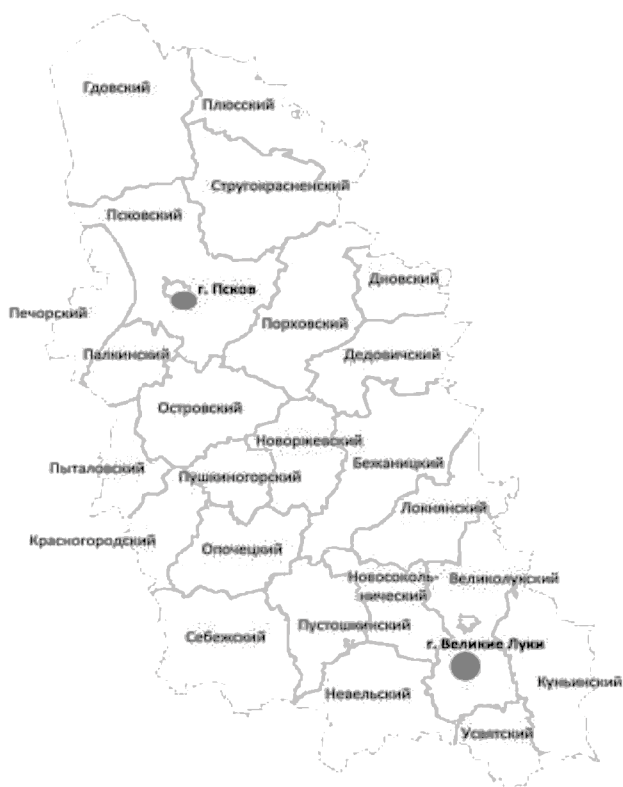 Гдовский
Плюсский
Стругокрасненский
Псковский
Дновский
г. Псков
Печорский
Порховский
Палкинский
Дедовичский
Островский
Новоржевский
Бежаницкий
Пыталовский
Пушкиногорский
Локнянский
Красногородский
Опочецкий
Новосоколь-
нический
Великолукский
Пустошкинский
Себежский
г. Великие Луки
Куньинский
Невельский
Усвятский